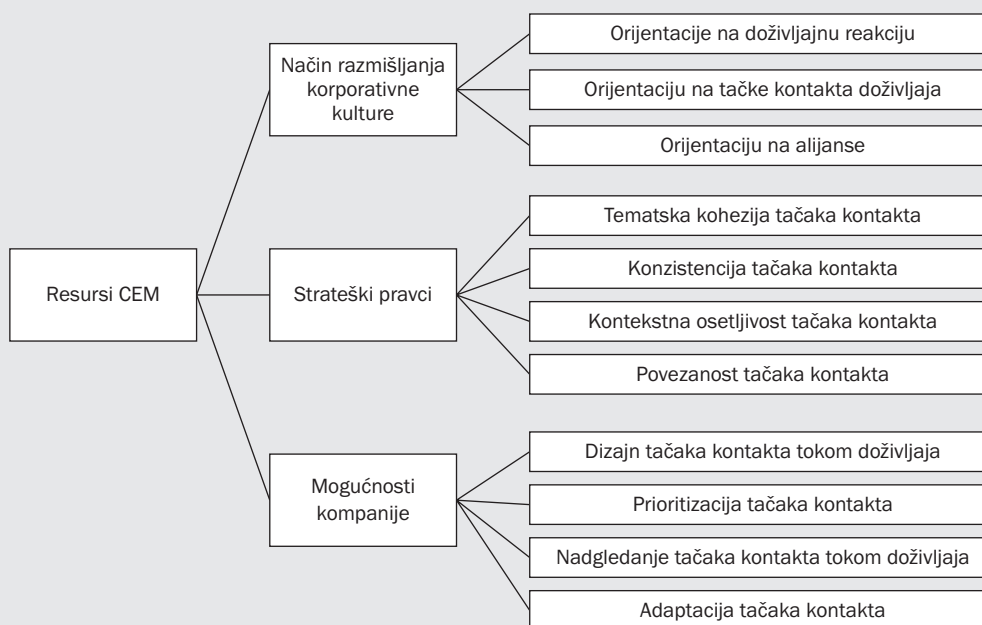 Resursi CEM
Način razmišljanja
korporativne
kulture
Orijentacije na doživljajnu reakciju
Orijentaciju na tačke kontakta doživljaja
Orijentaciju na alijanse
Strateški pravci
Tematska kohezija tačaka kontakta
Konzistencija tačaka kontakta
Kontekstna osetljivost tačaka kontakta
Povezanost tačaka kontakta
Mogućnosti
kompanije
Dizajn tačaka kontakta tokom doživljaja
Prioritizacija tačaka kontakta
Nadgledanje tačaka kontakta tokom doživljaja
Adaptacija tačaka kontakta